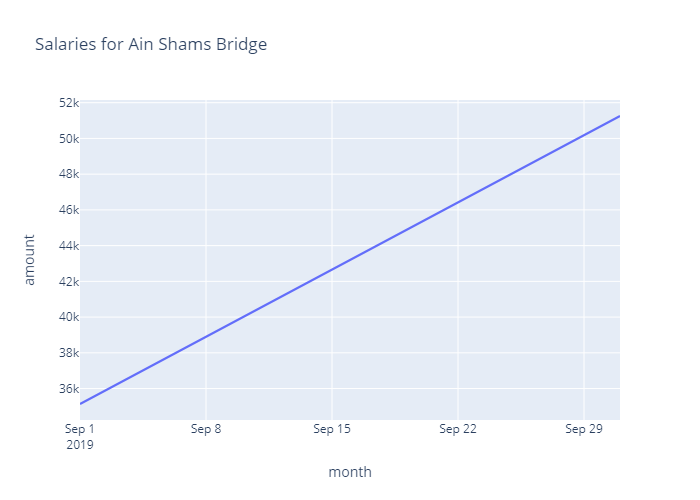 Salaries for Ain Shams Bridge
52k
50k
48k
46k
44k
42k
40k
38k
36k
amount
Sep 1
2019
Sep 8
Sep 15
Sep 22
Sep 29
month